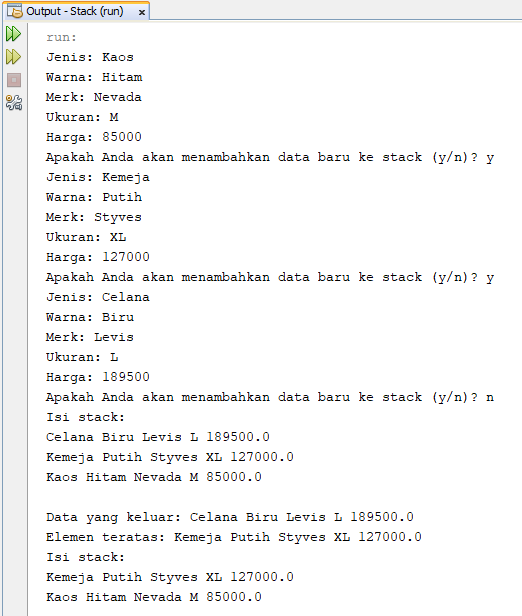 Output - Stack (run) ×
run:
Jenis: Kaos
Warna: Hitam
Merk: Nevada
Ukuran: M
Harga: 85000
Apakah Anda akan menambahkan data baru ke stack (y/n)? y
Jenis: Kemeja
Warna: Putih
Merk: Styves
Ukuran: XL
Harga: 127000
Apakah Anda akan menambahkan data baru ke stack (y/n)? y
Jenis: Celana
Warna: Biru
Merk: Levis
Ukuran: L
Harga: 189500
Apakah Anda akan menambahkan data baru ke stack (y/n)? n
Isi stack:
Celana Biru Levis L 189500.0
Kemeja Putih Styves XL 127000.0
Kaos Hitam Nevada M 85000.0
Data yang keluar: Celana Biru Levis L 189500.0
Elemen teratas: Kemeja Putih Styves XL 127000.0
Isi stack:
Kemeja Putih Styves XL 127000.0
Kaos Hitam Nevada M 85000.0